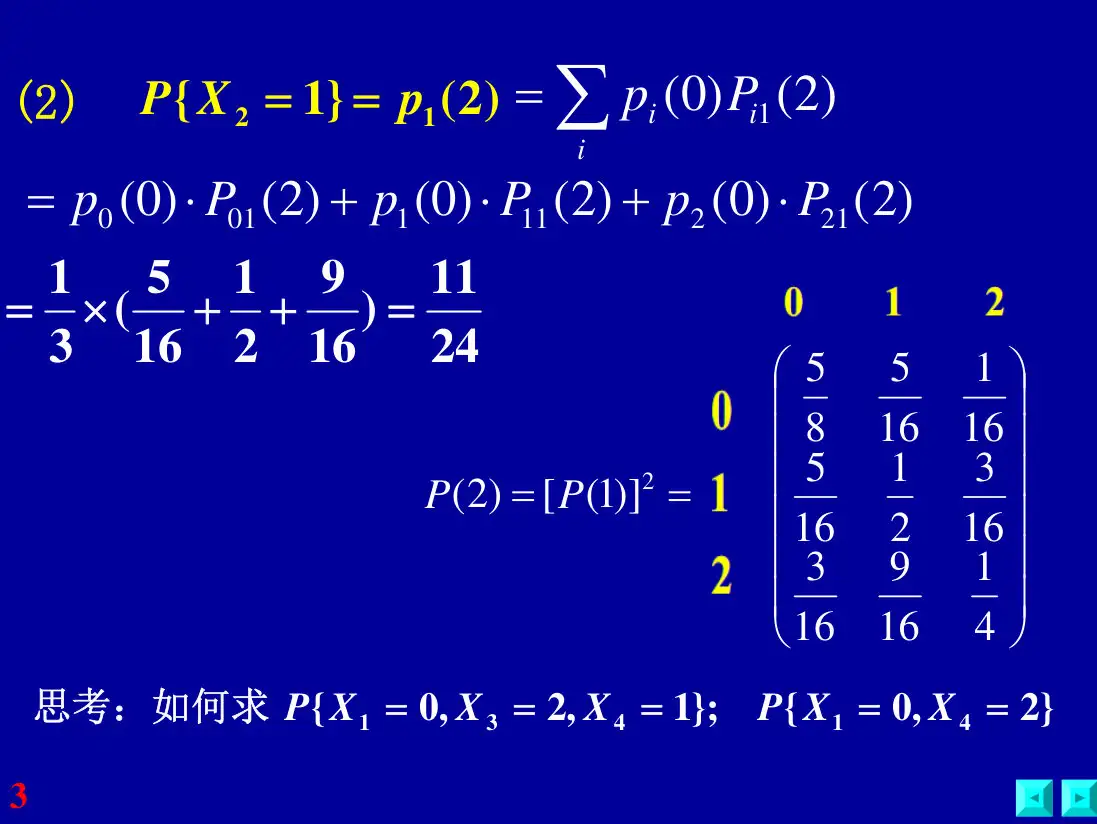 (2) P{X₂ = 1} = p₁(2) = ∑ᵢ pᵢ(0)Pᵢ₁(2)
= p₀(0)·P₀₁(2) + p₁(0)·P₁₁(2) + p₂(0)·P₂₁(2)
= 1/3 × (5/16 + 1/2 + 9/16) = 11/24
0 1 2
0 5/8 5/16 1/16
P(2) = [P(1)]² = 1 5/16 1/2 3/16
2 3/16 9/16 1/4
思考：如何求 P{X₁ = 0, X₃ = 2, X₄ = 1}; P{X₁ = 0, X₄ = 2}
3